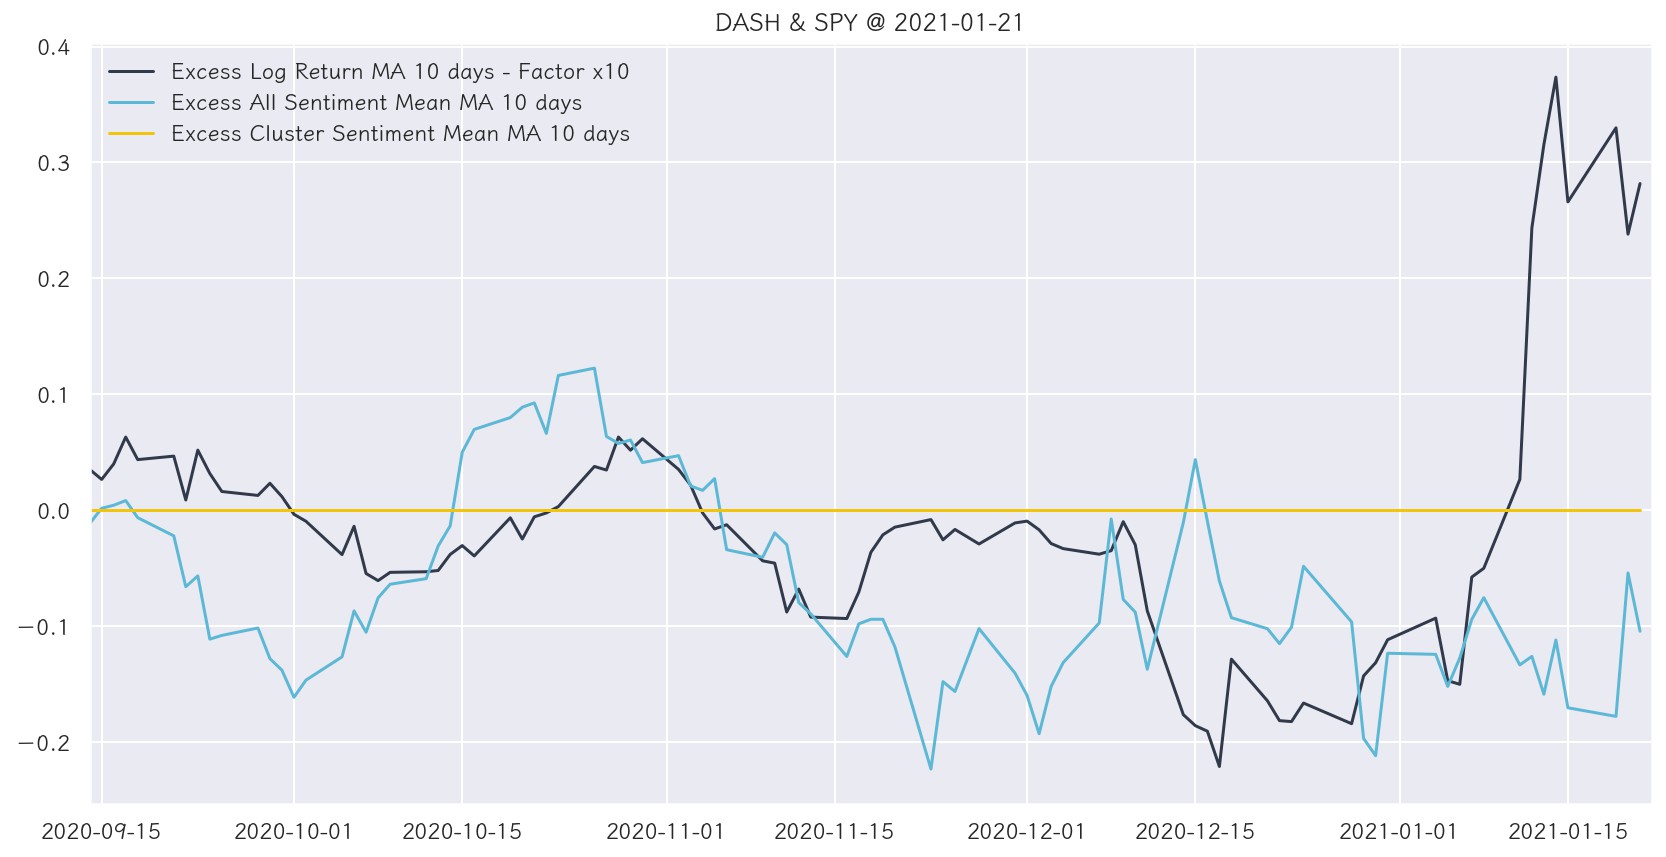 DASH & SPY @ 2021-01-21
Excess Log Return MA 10 days - Factor x10
Excess All Sentiment Mean MA 10 days
Excess Cluster Sentiment Mean MA 10 days
0.4
0.3
0.2
0.1
0.0
−0.1
−0.2
2020-09-15 2020-10-01 2020-10-15 2020-11-01 2020-11-15 2020-12-01 2020-12-15 2021-01-01 2021-01-15